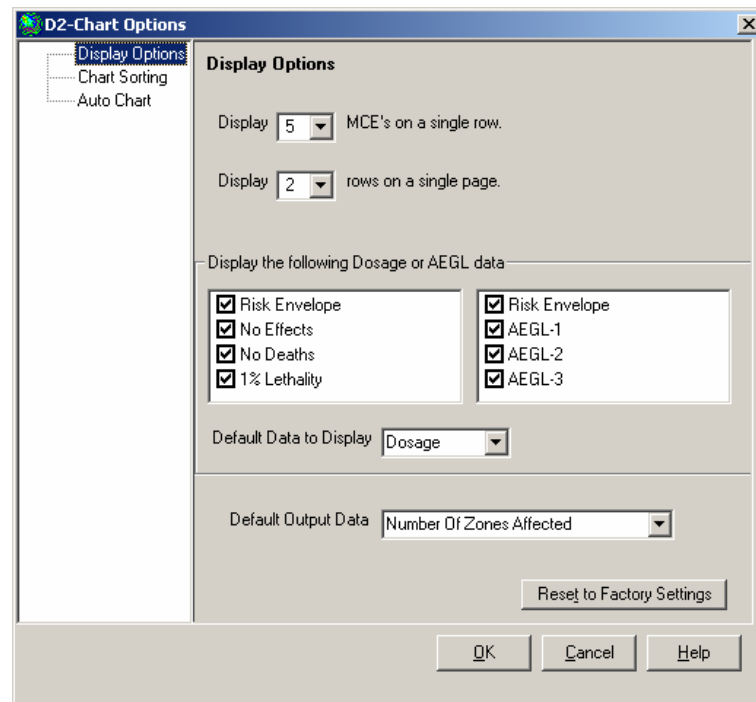 D2-Chart Options
Display Options
Chart Sorting
Auto Chart
Display Options
Display 5 MCE's on a single row.
Display 2 rows on a single page.
Display the following Dosage or AEGL data
Risk Envelope
No Effects
No Deaths
1% Lethality
Risk Envelope
AEGL-1
AEGL-2
AEGL-3
Default Data to Display Dosage
Default Output Data Number Of Zones Affected
Reset to Factory Settings
OK Cancel Help